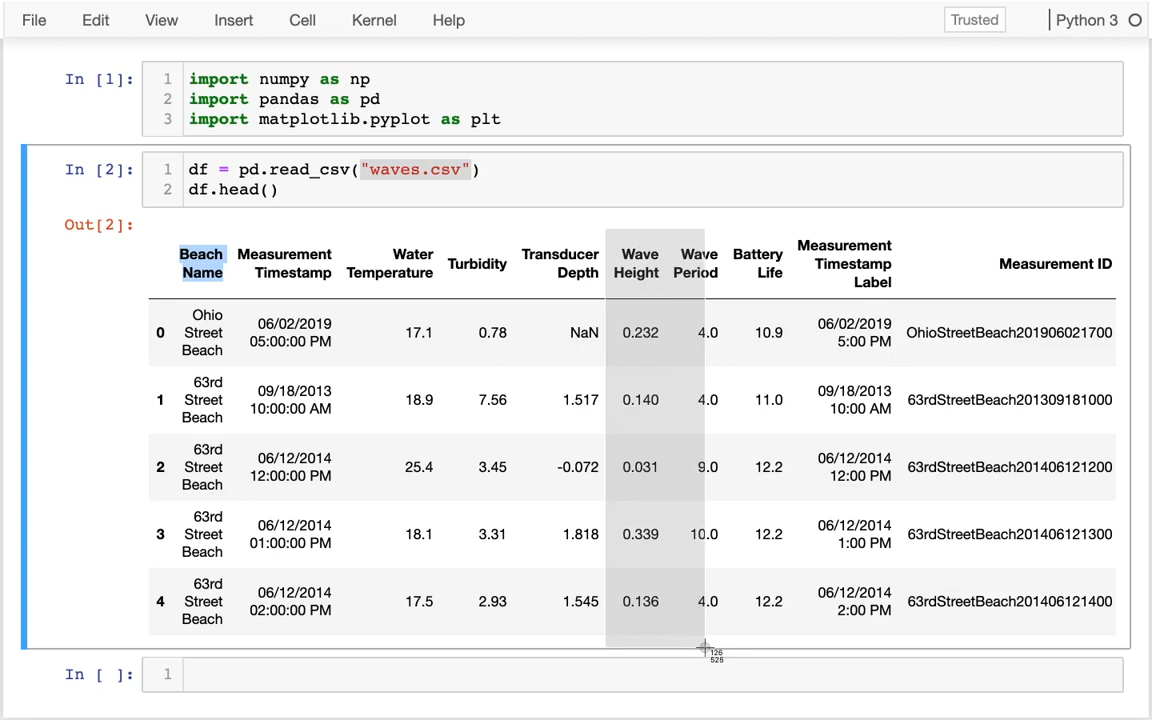 File Edit View Insert Cell Kernel Help Trusted Python 3
In [1]:
1 import numpy as np
2 import pandas as pd
3 import matplotlib.pyplot as plt
In [2]:
1 df = pd.read_csv("waves.csv")
2 df.head()
Out[2]:
Beach Name Measurement Timestamp Water Temperature Turbidity Transducer Depth Wave Height Wave Period Battery Life Measurement Timestamp Label Measurement ID
0 Ohio Street Beach 06/02/2019 05:00:00 PM 17.1 0.78 NaN 0.232 4.0 10.9 06/02/2019 5:00 PM OhioStreetBeach201906021700
1 63rd Street Beach 09/18/2013 10:00:00 AM 18.9 7.56 1.517 0.140 4.0 11.0 09/18/2013 10:00 AM 63rdStreetBeach201309181000
2 63rd Street Beach 06/12/2014 12:00:00 PM 25.4 3.45 -0.072 0.031 9.0 12.2 06/12/2014 12:00 PM 63rdStreetBeach201406121200
3 63rd Street Beach 06/12/2014 01:00:00 PM 18.1 3.31 1.818 0.339 10.0 12.2 06/12/2014 1:00 PM 63rdStreetBeach201406121300
4 63rd Street Beach 06/12/2014 02:00:00 PM 17.5 2.93 1.545 0.136 4.0 12.2 06/12/2014 2:00 PM 63rdStreetBeach201406121400
126
525
In [ ]:
1